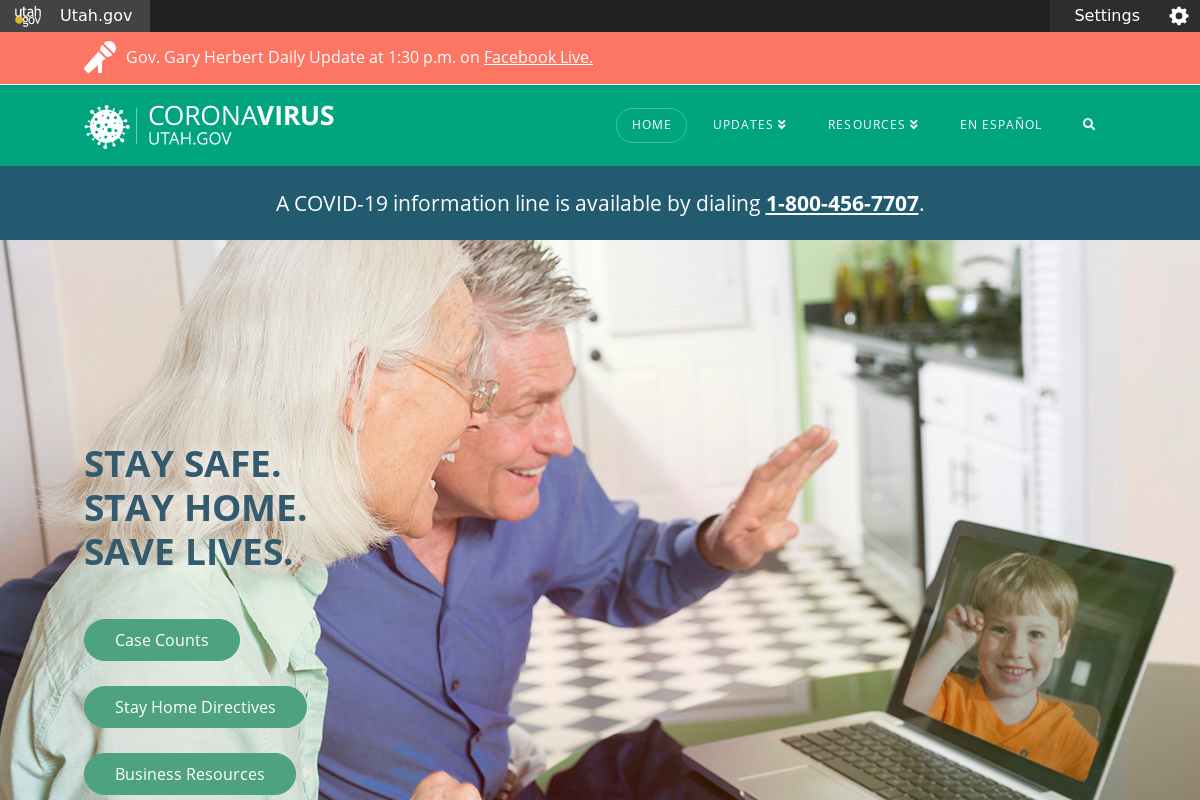 utah gov Utah.gov Settings
Gov. Gary Herbert Daily Update at 1:30 p.m. on Facebook Live.
CORONAVIRUS
UTAH.GOV
HOME UPDATES RESOURCES EN ESPAÑOL
A COVID-19 information line is available by dialing 1-800-456-7707.
STAY SAFE.
STAY HOME.
SAVE LIVES.
Case Counts
Stay Home Directives
Business Resources